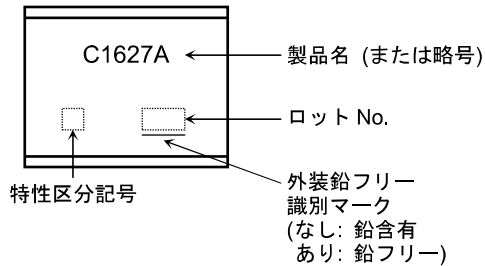 C1627A
製品名 (または略号)
ロット No.
特性区分記号
外装鉛フリー
識別マーク
(なし: 鉛含有
あり: 鉛フリー)